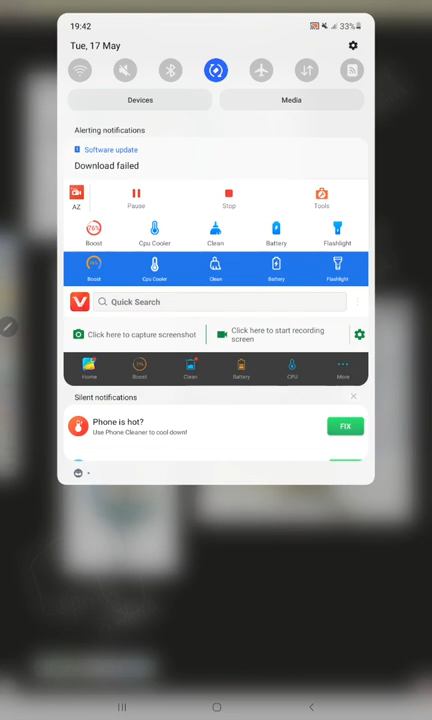 19:42
33%
Tue, 17 May
Devices
Media
Alerting notifications
Software update
Download failed
AZ
Pause
Stop
Tools
76%
Boost
Cpu Cooler
Clean
Battery
Flashlight
Boost
Cpu Cooler
Clean
Battery
Flashlight
Quick Search
Click here to capture screenshot
Click here to start recording
screen
Home
Boost
Clean
Battery
CPU
More
Silent notifications
Phone is hot?
Use Phone Cleaner to cool down!
FIX